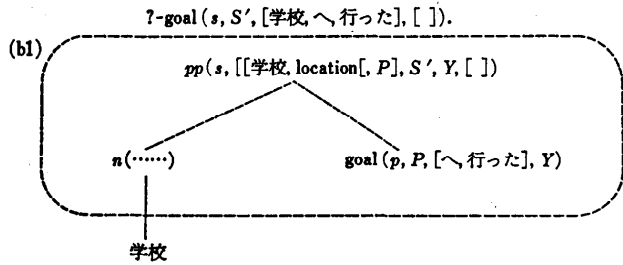 ?-goal(s, S′, [学校, へ, 行った], [ ]).
(b1)
pp(s, [[学校, location[, P], S′, Y, [ ])
n(……) goal(p, P, [へ, 行った], Y)
学校